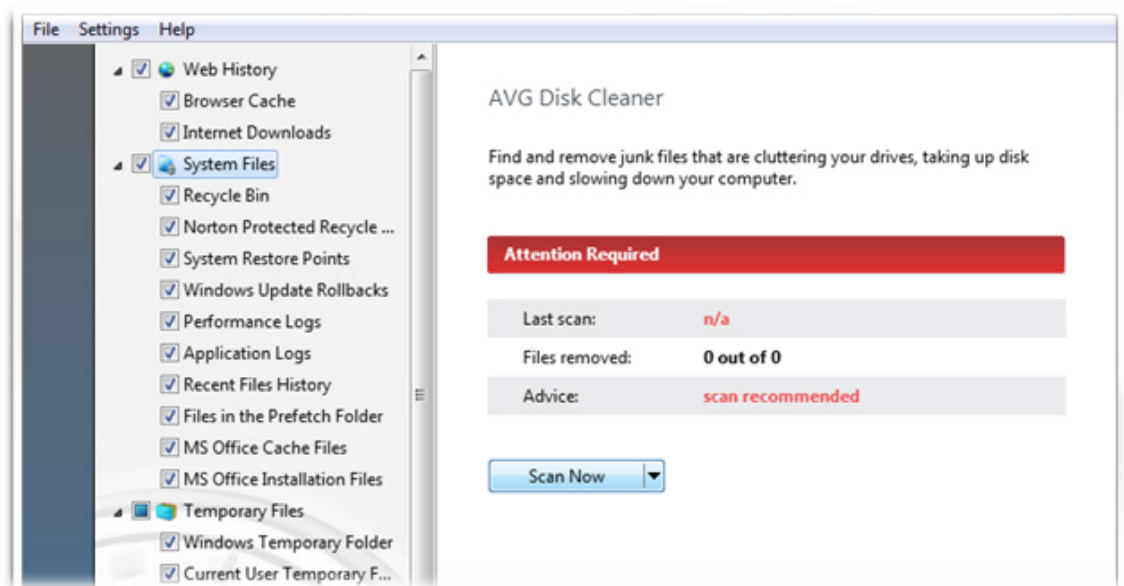 File Settings Help
Web History
Browser Cache
Internet Downloads
System Files
Recycle Bin
Norton Protected Recycle ...
System Restore Points
Windows Update Rollbacks
Performance Logs
Application Logs
Recent Files History
Files in the Prefetch Folder
MS Office Cache Files
MS Office Installation Files
Temporary Files
Windows Temporary Folder
Current User Temporary F...
AVG Disk Cleaner
Find and remove junk files that are cluttering your drives, taking up disk
space and slowing down your computer.
Attention Required
Last scan: n/a
Files removed: 0 out of 0
Advice: scan recommended
Scan Now